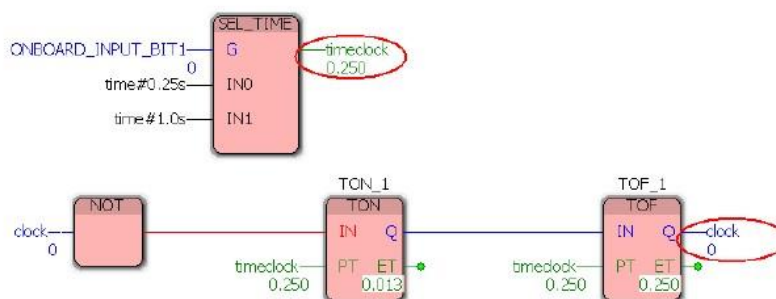 SEL_TIME
ONBOARD_INPUT_BIT1 G timeclock
0 0.250
time#0.25s IN0
time#1.0s IN1
TON_1 TOF_1
NOT TON TOF
clock IN Q IN Q clock
0 0
timeclock PT ET timeclock PT ET
0.250 0.013 0.250 0.250